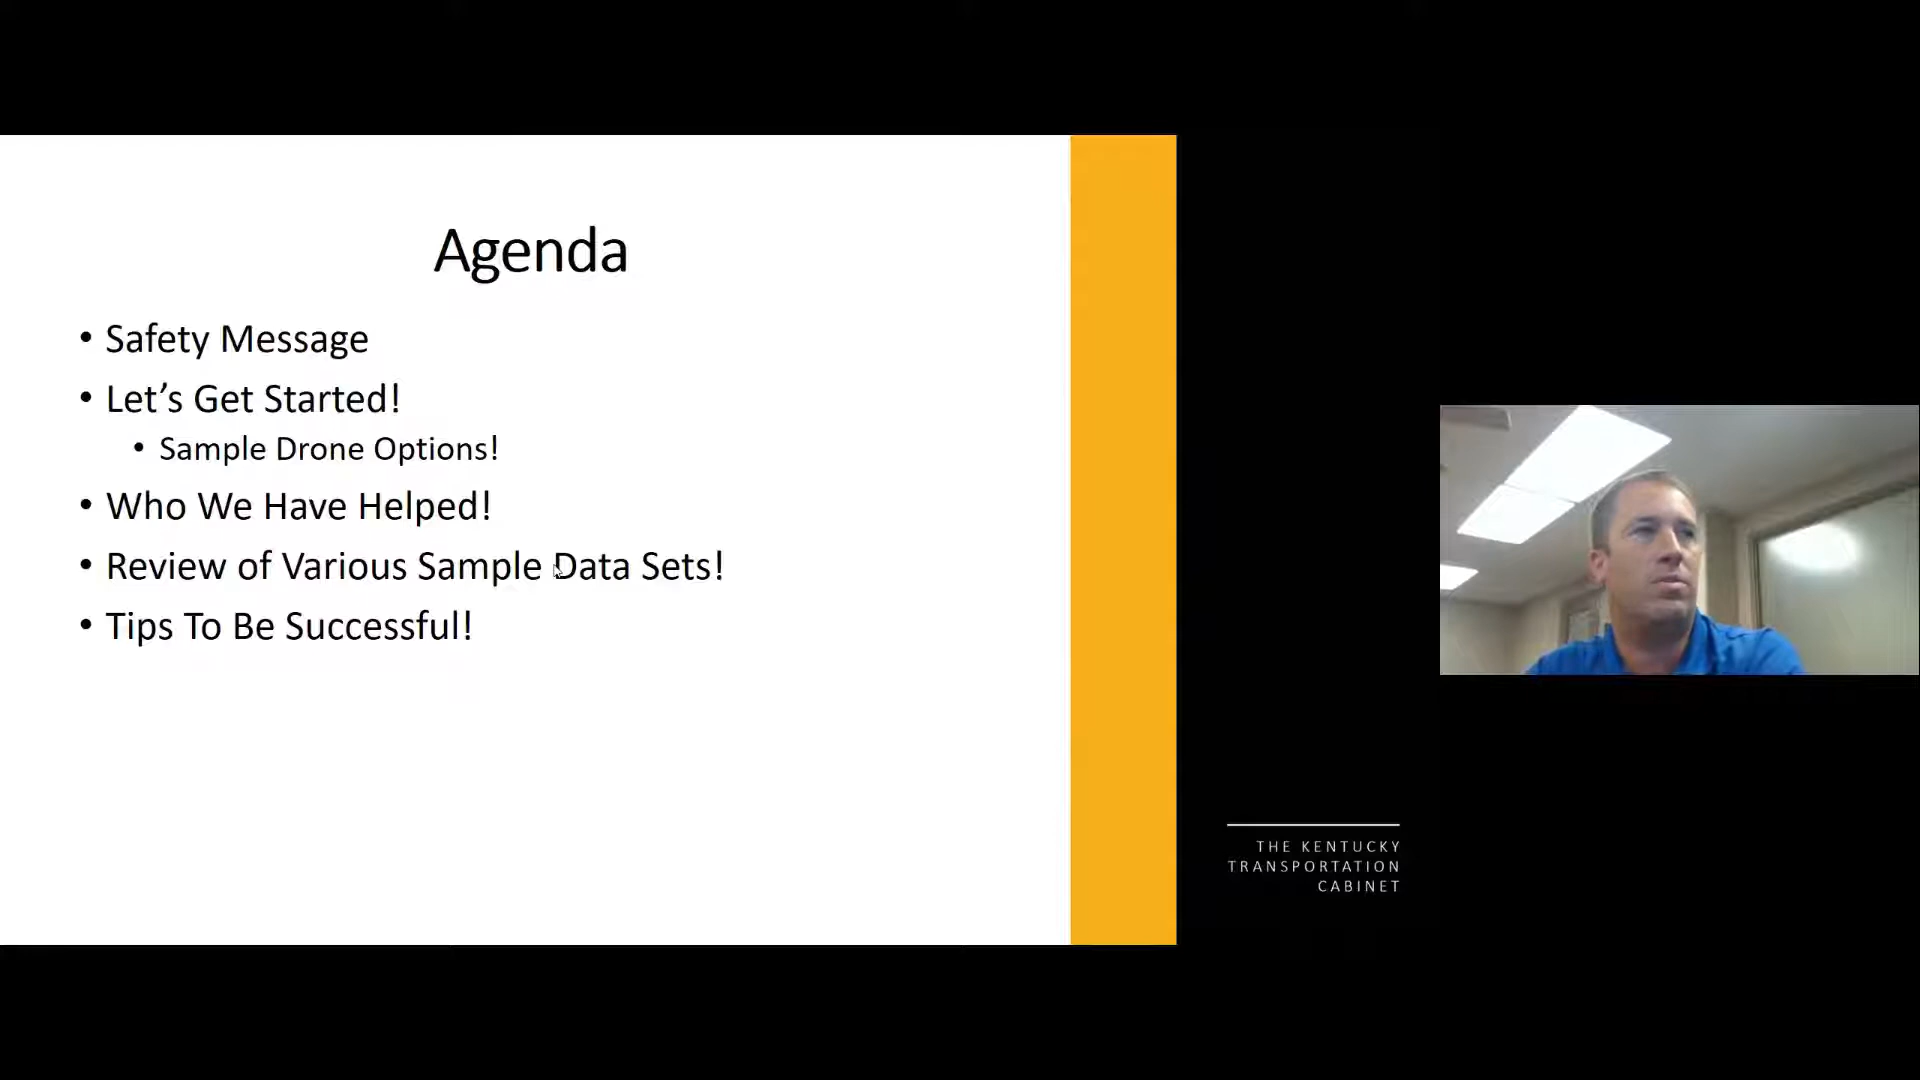 Agenda
• Safety Message
• Let’s Get Started!
• Sample Drone Options!
• Who We Have Helped!
• Review of Various Sample Data Sets!
• Tips To Be Successful!
THE KENTUCKY
TRANSPORTATION
CABINET